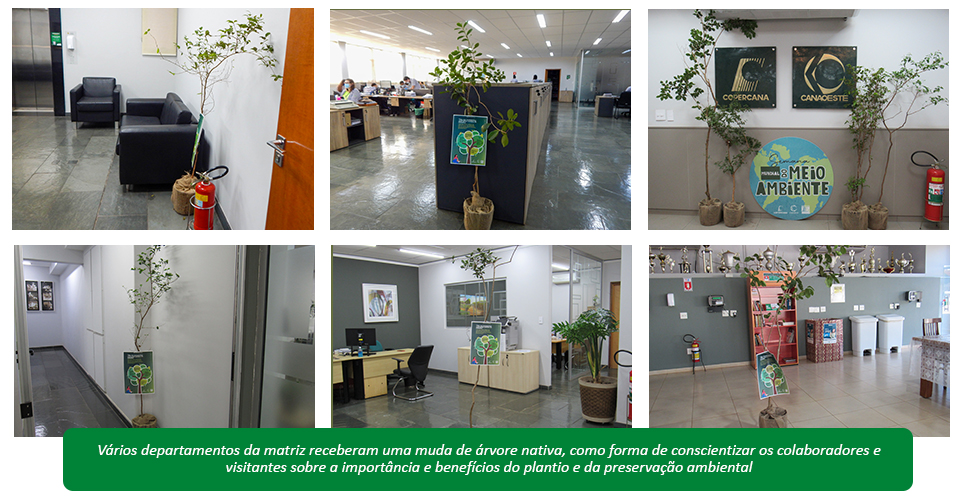 COPERCANA
CANAOESTE
Semana
MUNDIAL DO MEIO
AMBIENTE
Vários departamentos da matriz receberam uma muda de árvore nativa, como forma de conscientizar os colaboradores e
visitantes sobre a importância e benefícios do plantio e da preservação ambiental